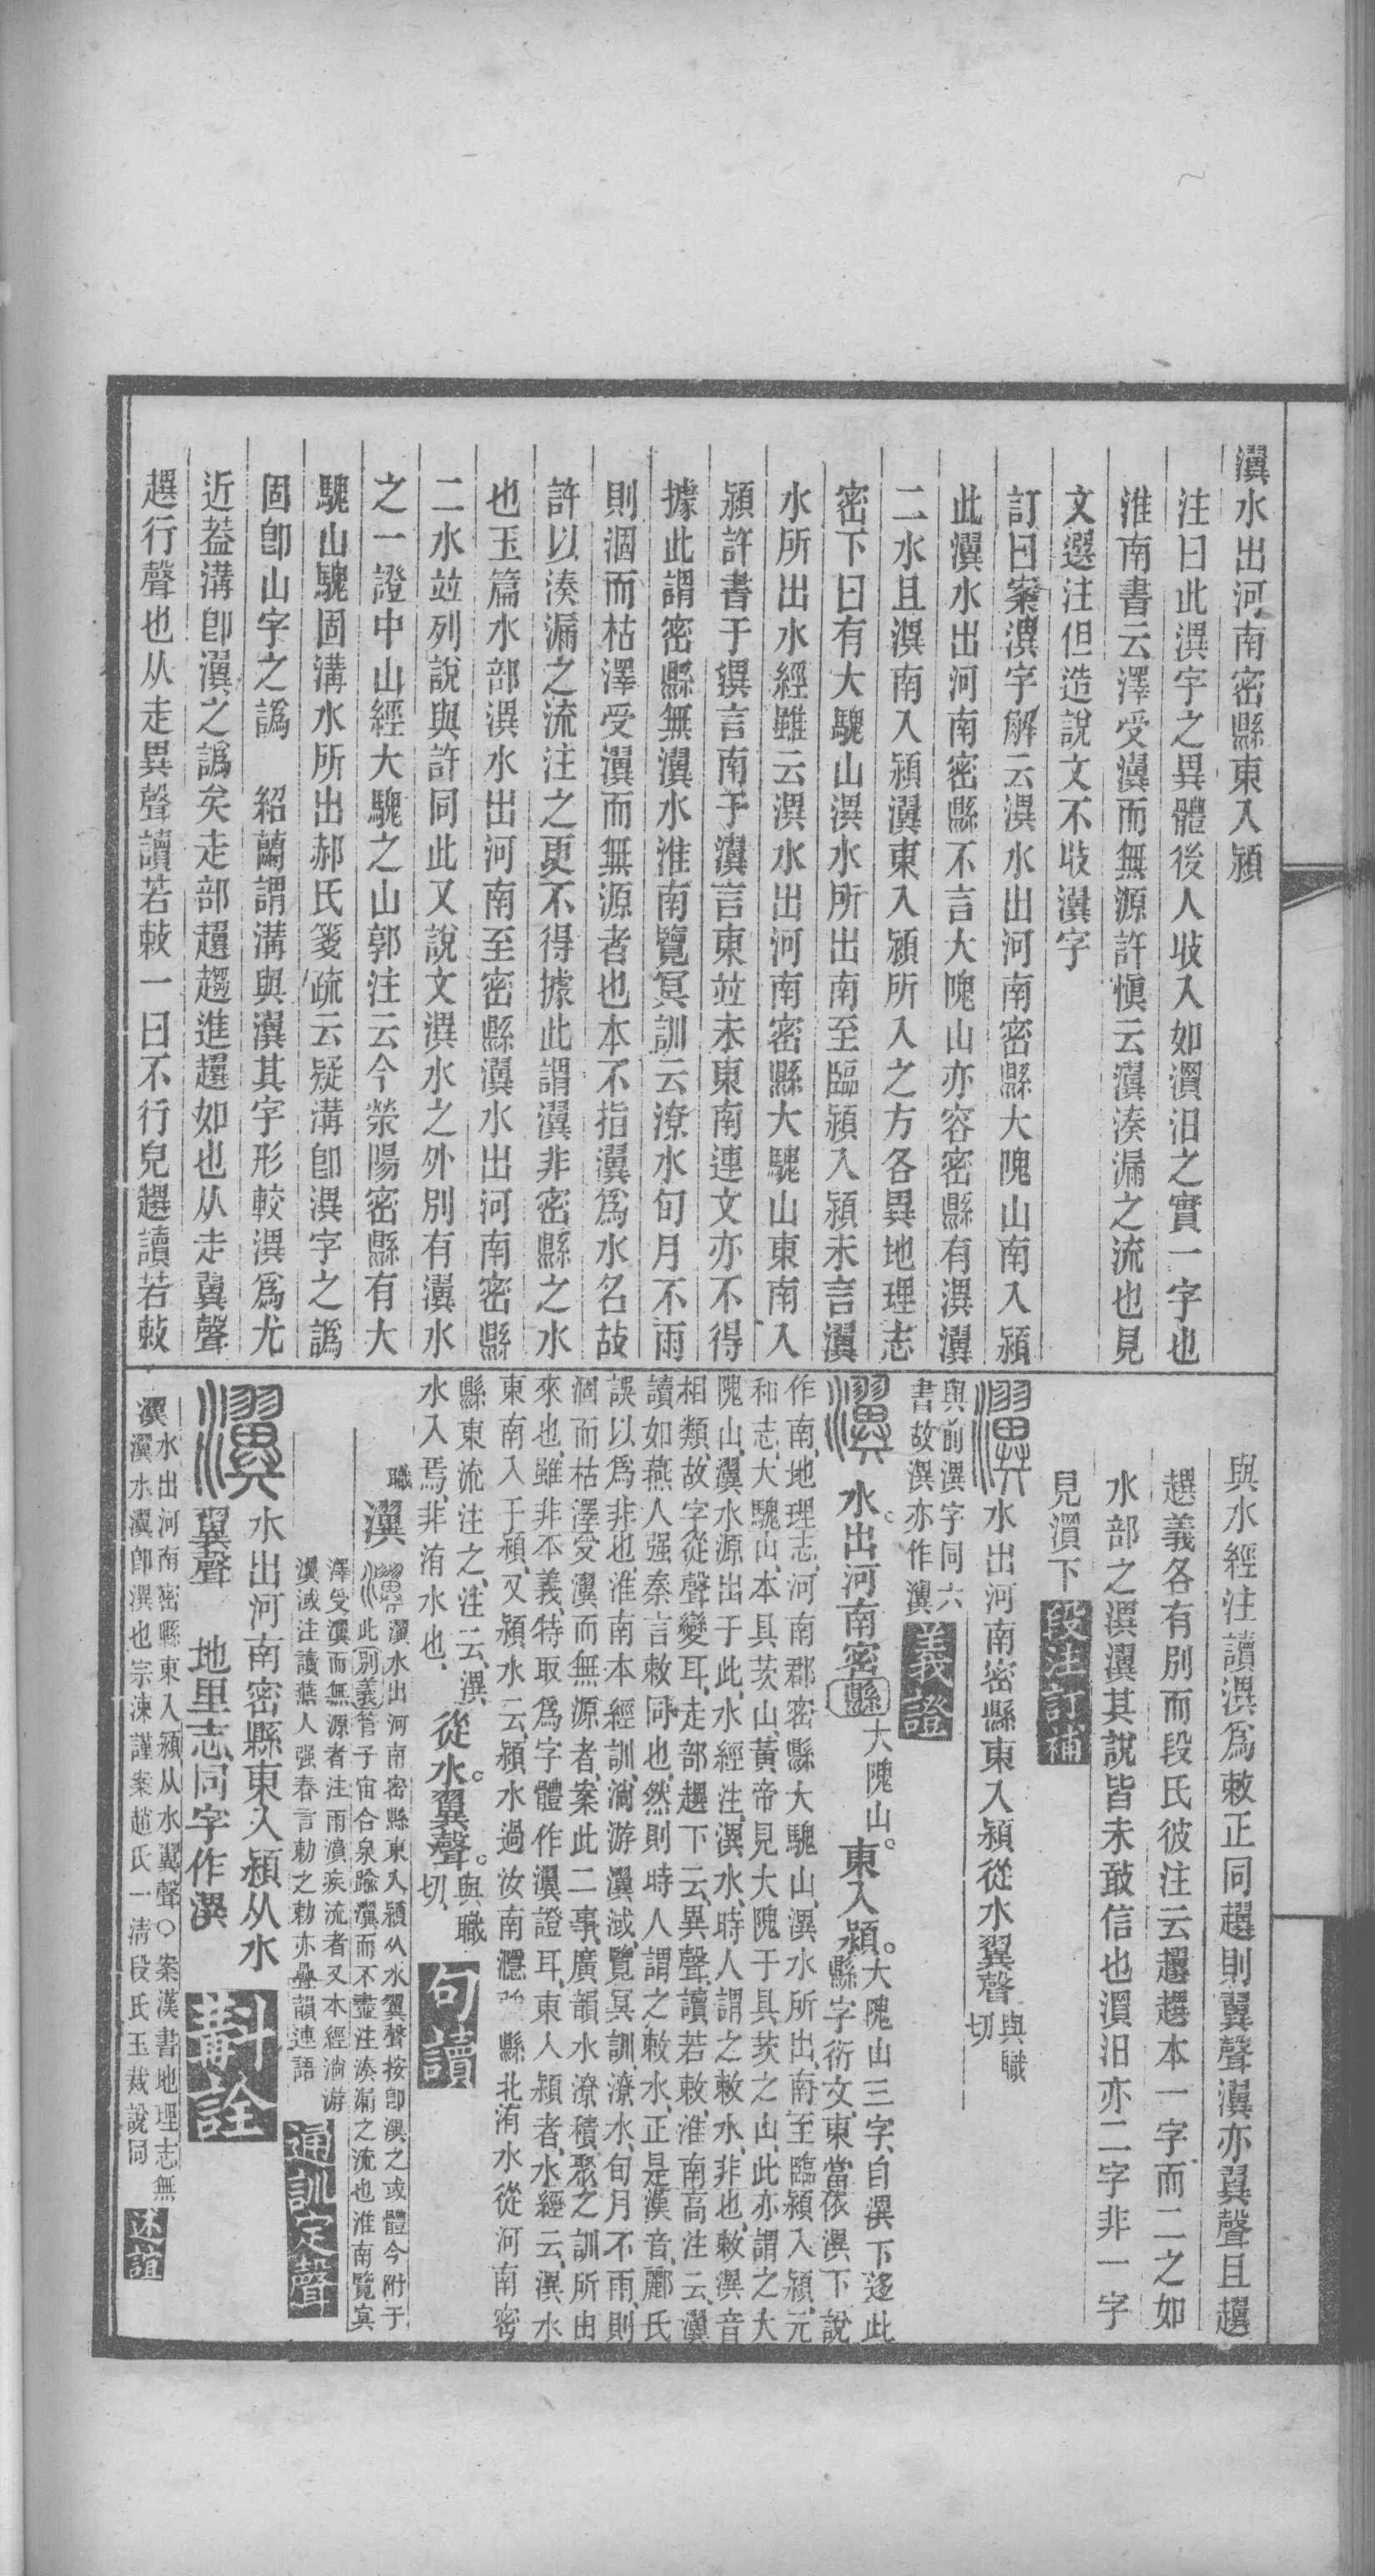 瀷水出河南密縣東入潁
注曰此潩字之異體後人收入如潩汨之實一字也
淮南書云澤受瀷而無源許愼云瀷湊漏之流也見
文選注但造說文不收瀷字
訂曰案潩字解云潩水出河南密縣大隗山南入潁
此瀷水出河南密縣不言大隗山亦容密縣有潩瀷
二水且潩南入潁瀷東入潁所入之方各異地理志
密下曰有大騩山潩水所出南至臨潁入潁未言瀷
水所出水經雖云潩水出河南密縣大騩山東南入
潁許書于潩言南于瀷言東竝未東南連文亦不得
據此謂密縣無瀷水淮南覽冥訓云潦水旬月不雨
則涸而枯澤受瀷而無源者也本不指瀷爲水名故
許以湊漏之流注之更不得據此謂瀷非密縣之水
也玉篇水部潩水出河南至密縣瀷水出河南密縣
二水竝列說與許同此又說文潩水之外別有瀷水
之一證中山經大騩之山郭注云今滎陽密縣有大
騩山騩固溝水所出郝氏箋疏云疑溝卽潩字之譌
固卽山字之譌　紹蘭謂溝與瀷其字形較潩爲尤
近葢溝卽瀷之譌矣走部趩趨進趩如也从走翼聲
趩行聲也从走異聲讀若敕一曰不行皃趩讀若敕
與水經注讀潩爲敕正同趩則翼聲瀷亦翼聲且趩
趩義各有別而段氏彼注云趩趩本一字而二之如
水部之潩瀷其說皆未敢信也潩汨亦二字非一字
見潩下 段注訂補
瀷 水出河南密縣東入潁從水翼聲 與職切
與前潩字同六書故潩亦作瀷 義證
瀷 水出河南密縣大隗山。東入潁。大隗山三字、自潩下迻此
縣字衍文、東、當依潩下說
作南、地理志、河南郡密縣大騩山、潩水所出、南至臨潁入潁、元
和志、大騩山、本具茨山、黃帝見大隗于具茨之山、此亦謂之大
隗山、瀷水源出于此、水經注、潩水、時人謂之敕水、非也、敕潩音
相類、故字從聲變耳、走部趩下云、異聲、讀若敕、淮南高注云、瀷
讀如燕人强秦言敕同也、然則時人謂之敕水、正是漢音、酈氏
誤以爲非也、淮南本經訓、淌游瀷淢、覽冥訓、潦水、旬月不雨、則
涸而枯澤受瀷而無源者、案此二事、廣韻水潦積聚之訓所由
來也、雖非本義、特取爲字體作瀷證耳、東入潁者、水經云、潩水
東南入于潁、又潁水云、潁水過汝南㶏強縣北、洧水從河南密
縣東流注之、注云、潩水入焉、非洧水也、
從水。翼聲。與職切、 句讀
職
瀷 瀷 瀷水出河南密縣東入潁从水翼聲按卽潩之或體今附于
此別義管子宙合泉踰瀷而不盡注湊漏之流也淮南覽冥
澤受瀷而無源者注雨瀆疾流者又本經淌游
瀷淢注讀燕人强春言勅之勅亦疊韻連語 通訓定聲
瀷 水出河南密縣東入潁从水
翼聲　地里志同字作潩 斠詮
瀷 水出河南密縣東入潁从水翼聲○案漢書地理志無
瀷水瀷卽潩也宗涑謹案趙氏一淸段氏玉裁說同 述誼